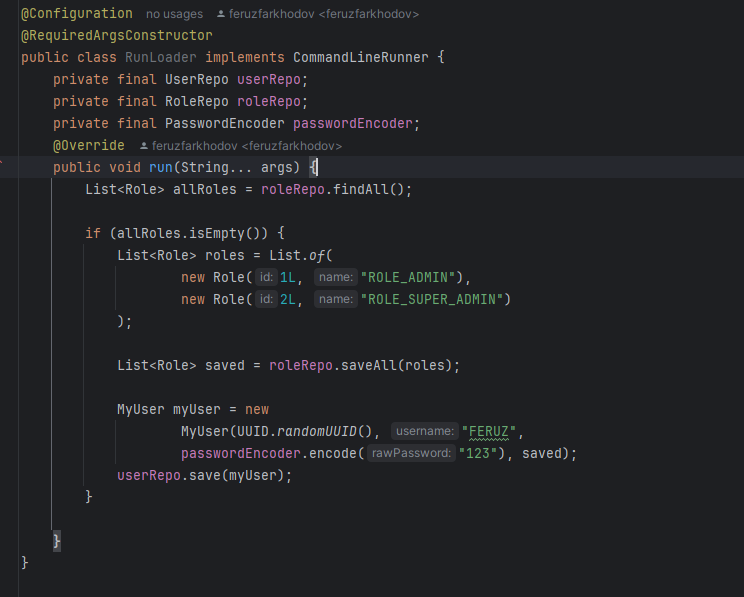 @Configuration no usages feruzfarkhodov <feruzfarkhodov>
@RequiredArgsConstructor
public class RunLoader implements CommandLineRunner {
private final UserRepo userRepo;
private final RoleRepo roleRepo;
private final PasswordEncoder passwordEncoder;
@Override feruzfarkhodov <feruzfarkhodov>
public void run(String... args) {
List<Role> allRoles = roleRepo.findAll();
if (allRoles.isEmpty()) {
List<Role> roles = List.of(
new Role( id: 1L, name: "ROLE_ADMIN"),
new Role( id: 2L, name: "ROLE_SUPER_ADMIN")
);
List<Role> saved = roleRepo.saveAll(roles);
MyUser myUser = new
MyUser(UUID.randomUUID(), username: "FERUZ",
passwordEncoder.encode( rawPassword: "123"), saved);
userRepo.save(myUser);
}
}
}